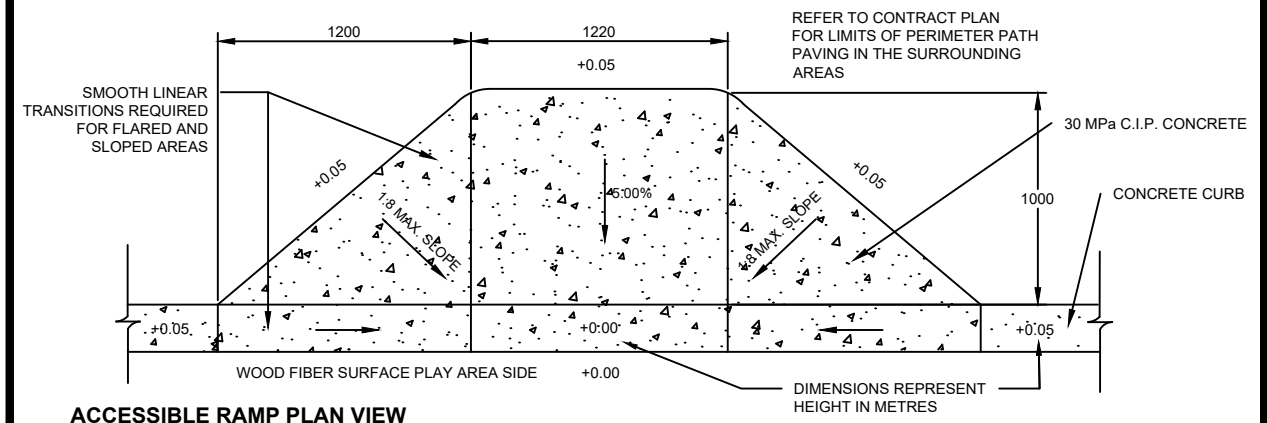 1200
1220
REFER TO CONTRACT PLAN
FOR LIMITS OF PERIMETER PATH
PAVING IN THE SURROUNDING
AREAS
+0.05
SMOOTH LINEAR
TRANSITIONS REQUIRED
FOR FLARED AND
SLOPED AREAS
30 MPa C.I.P. CONCRETE
+0.05
+0.05
5.00%
1:8 MAX. SLOPE
1:8 MAX. SLOPE
1000
CONCRETE CURB
+0.05
+0.00
+0.05
WOOD FIBER SURFACE PLAY AREA SIDE
+0.00
DIMENSIONS REPRESENT
HEIGHT IN METRES
ACCESSIBLE RAMP PLAN VIEW